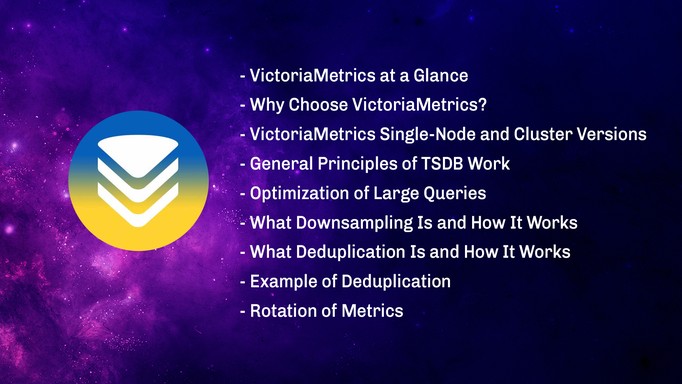 - VictoriaMetrics at a Glance
- Why Choose VictoriaMetrics?
- VictoriaMetrics Single-Node and Cluster Versions
- General Principles of TSDB Work
- Optimization of Large Queries
- What Downsampling Is and How It Works
- What Deduplication Is and How It Works
- Example of Deduplication
- Rotation of Metrics